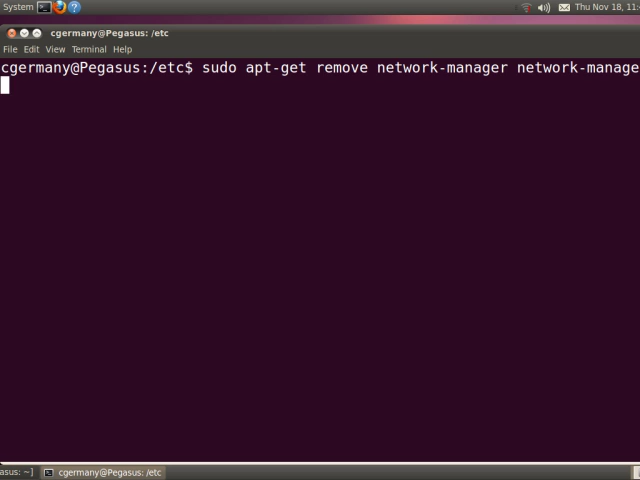 System
Thu Nov 18, 11:
cgermany@Pegasus: /etc
File Edit View Terminal Help
cgermany@Pegasus:/etc$ sudo apt-get remove network-manager network-manage
asus: ~]
cgermany@Pegasus: /etc